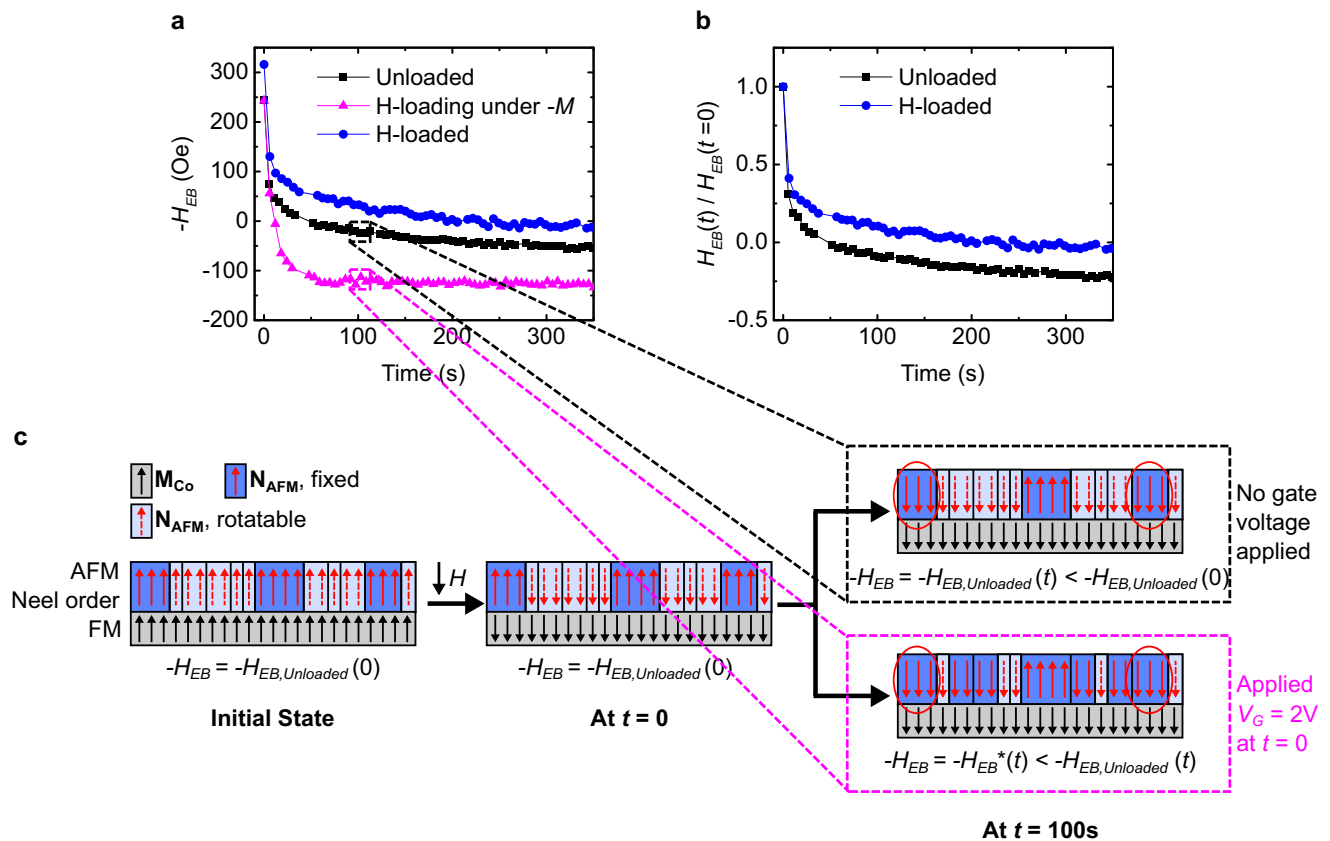 a
300
200
100
0
-100
-200
-H_EB (Oe)
0
100
200
300
Time (s)
Unloaded
H-loading under -M
H-loaded
b
1.0
0.5
0.0
-0.5
H_EB(t) / H_EB(t =0)
0
100
200
300
Time (s)
Unloaded
H-loaded
c
M_Co
N_AFM, fixed
N_AFM, rotatable
AFM
Neel order
FM
-H_EB = -H_EB,Unloaded (0)
Initial State
H
-H_EB = -H_EB,Unloaded (0)
At t = 0
-H_EB = -H_EB,Unloaded (t) < -H_EB,Unloaded (0)
No gate
voltage
applied
-H_EB = -H_EB*(t) < -H_EB,Unloaded (t)
Applied
V_G = 2V
at t = 0
At t = 100s